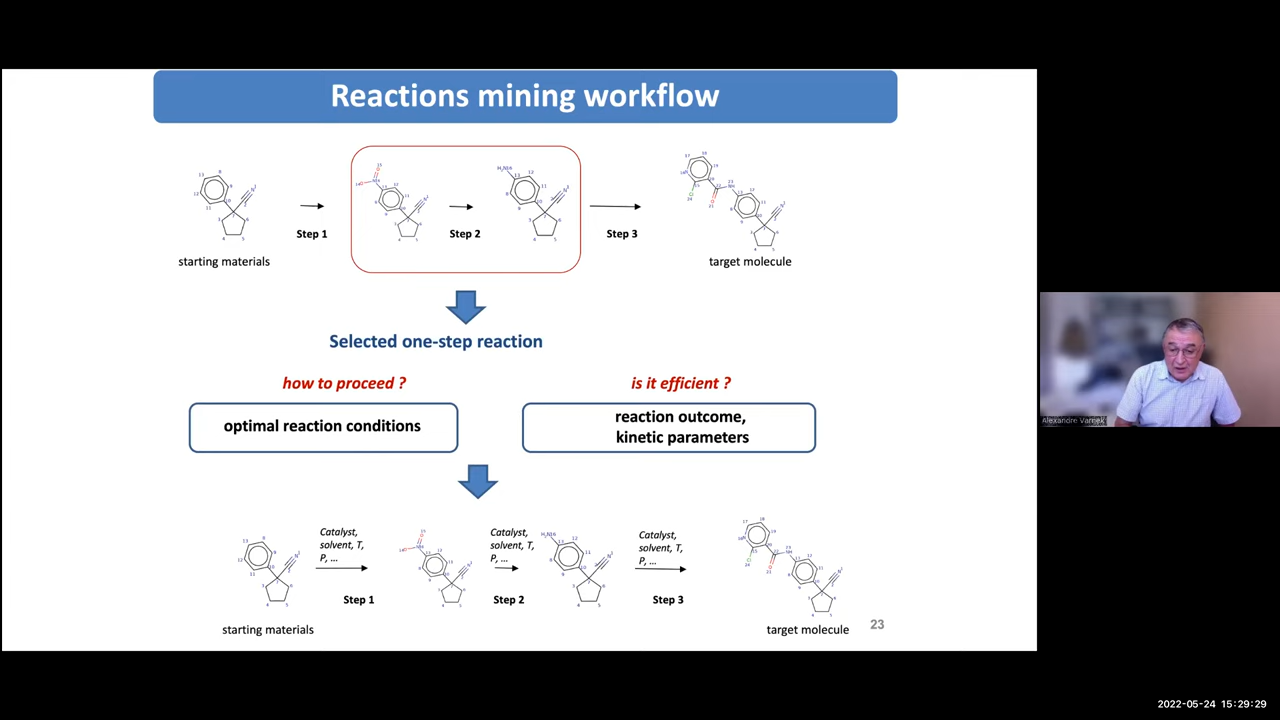 Reactions mining workflow
Step 1
Step 2
Step 3
starting materials
target molecule
Selected one-step reaction
how to proceed ?
is it efficient ?
optimal reaction conditions
reaction outcome,
kinetic parameters
Catalyst,
solvent, T,
P, ...
Catalyst,
solvent, T,
P, ...
Catalyst,
solvent, T,
P, ...
Step 1
Step 2
Step 3
starting materials
target molecule
23
Alexandre Varnek
2022-05-24 15:29:29